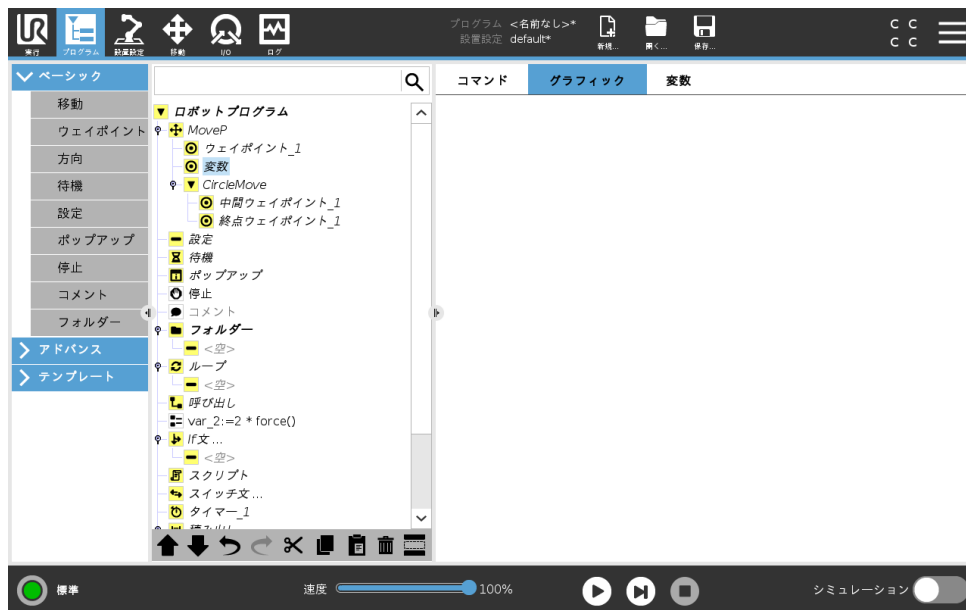 UR
実行
プログラム
設置設定
移動
I/O
ログ
プログラム <名前なし>*
設置設定 default*
新規...
開く...
保存...
C C
C C
ベーシック
移動
ウェイポイント
方向
待機
設定
ポップアップ
停止
コメント
フォルダー
アドバンス
テンプレート
ロボットプログラム
MoveP
ウェイポイント_1
変数
CircleMove
中間ウェイポイント_1
終点ウェイポイント_1
設定
待機
ポップアップ
停止
コメント
フォルダー
<空>
ループ
<空>
呼び出し
var_2:=2 * force()
If文 ...
<空>
スクリプト
スイッチ文 ...
タイマー_1
コマンド
グラフィック
変数
標準
速度
100%
シミュレーション